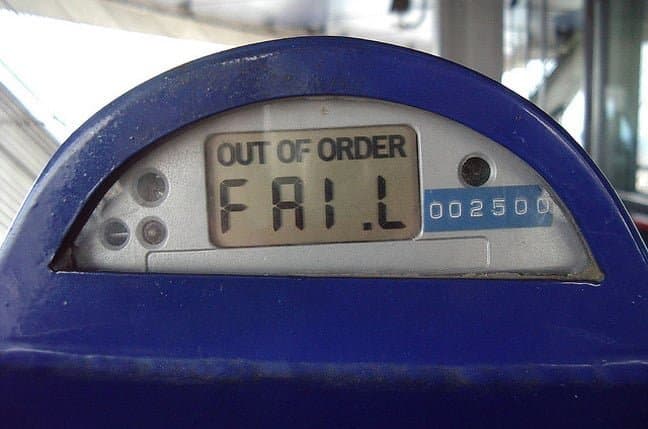 OUT OF ORDER
FAI.L
002500